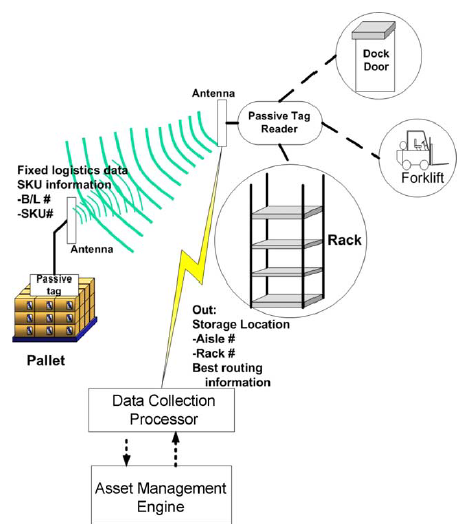 Dock
Door
Antenna
Passive Tag
Reader
Forklift
Fixed logistics data
SKU information
-B/L #
-SKU#
Antenna
Rack
Passive
tag
Pallet
Out:
Storage Location
-Aisle #
-Rack #
Best routing
information
Data Collection
Processor
Asset Management
Engine